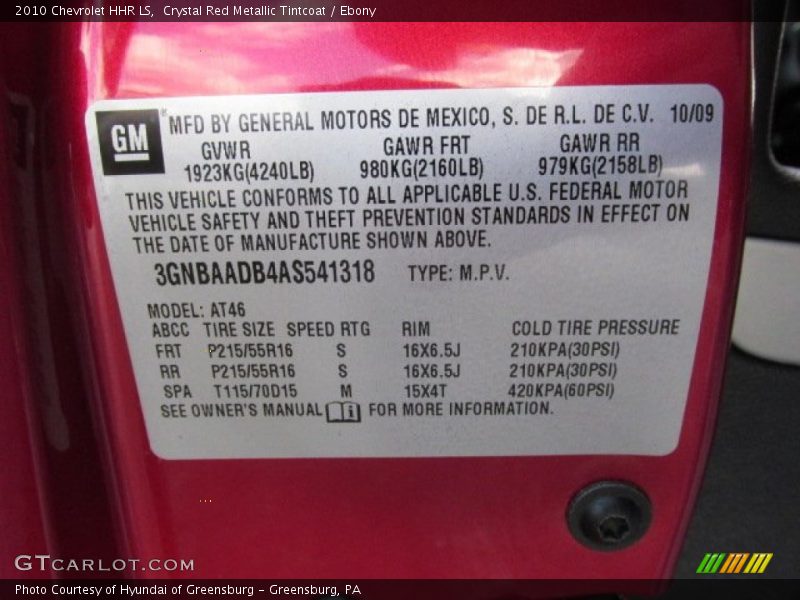 2010 Chevrolet HHR LS, Crystal Red Metallic Tintcoat / Ebony
GM
MFD BY GENERAL MOTORS DE MEXICO, S. DE R.L. DE C.V. 10/09
GVWR GAWR FRT GAWR RR
1923KG(4240LB) 980KG(2160LB) 979KG(2158LB)
THIS VEHICLE CONFORMS TO ALL APPLICABLE U.S. FEDERAL MOTOR
VEHICLE SAFETY AND THEFT PREVENTION STANDARDS IN EFFECT ON
THE DATE OF MANUFACTURE SHOWN ABOVE.
3GNBAADB4AS541318 TYPE: M.P.V.
MODEL: AT46
ABCC TIRE SIZE SPEED RTG RIM COLD TIRE PRESSURE
FRT P215/55R16 S 16X6.5J 210KPA(30PSI)
RR P215/55R16 S 16X6.5J 210KPA(30PSI)
SPA T115/70D15 M 15X4T 420KPA(60PSI)
SEE OWNER'S MANUAL FOR MORE INFORMATION.
GTCARLOT.COM
Photo Courtesy of Hyundai of Greensburg - Greensburg, PA